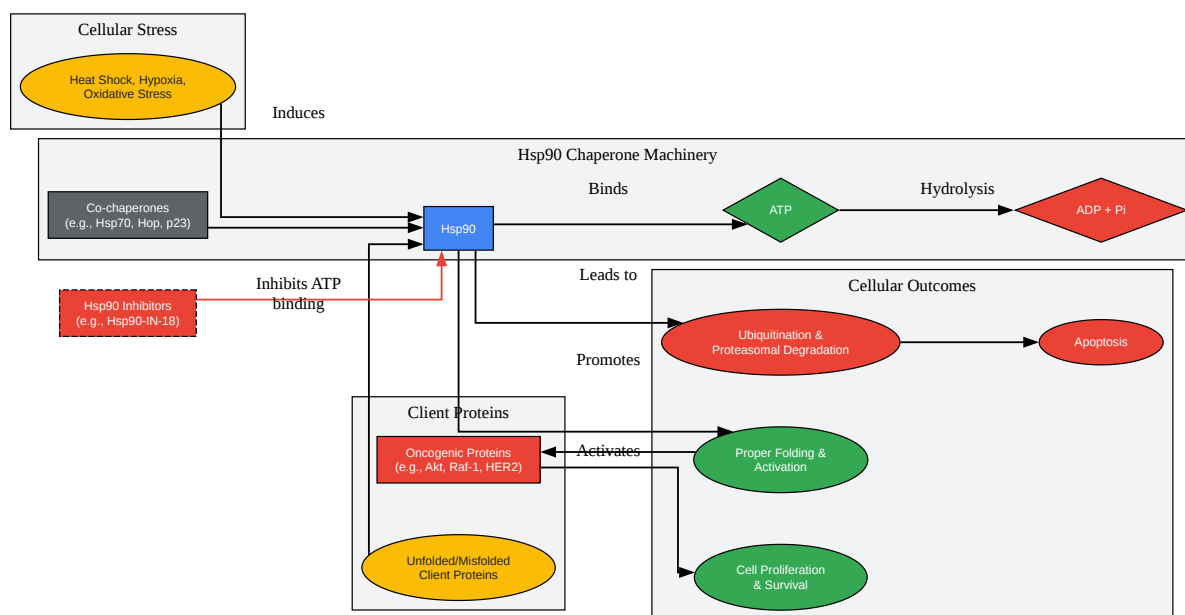 Cellular Stress
Heat Shock, Hypoxia,
Oxidative Stress
Induces
Hsp90 Chaperone Machinery
Co-chaperones
(e.g., Hsp70, Hop, p23)
Hsp90
Binds
ATP
Hydrolysis
ADP + Pi
Hsp90 Inhibitors
(e.g., Hsp90-IN-18)
Inhibits ATP
binding
Leads to
Cellular Outcomes
Ubiquitination &
Proteasomal Degradation
Apoptosis
Promotes
Client Proteins
Oncogenic Proteins
(e.g., Akt, Raf-1, HER2)
Activates
Proper Folding &
Activation
Unfolded/Misfolded
Client Proteins
Cell Proliferation
& Survival